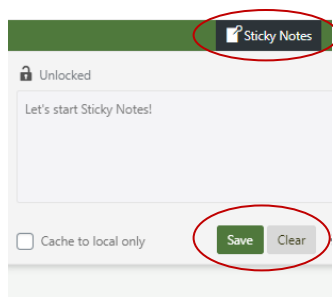 Sticky Notes
Unlocked
Let's start Sticky Notes!
Cache to local only
Save Clear